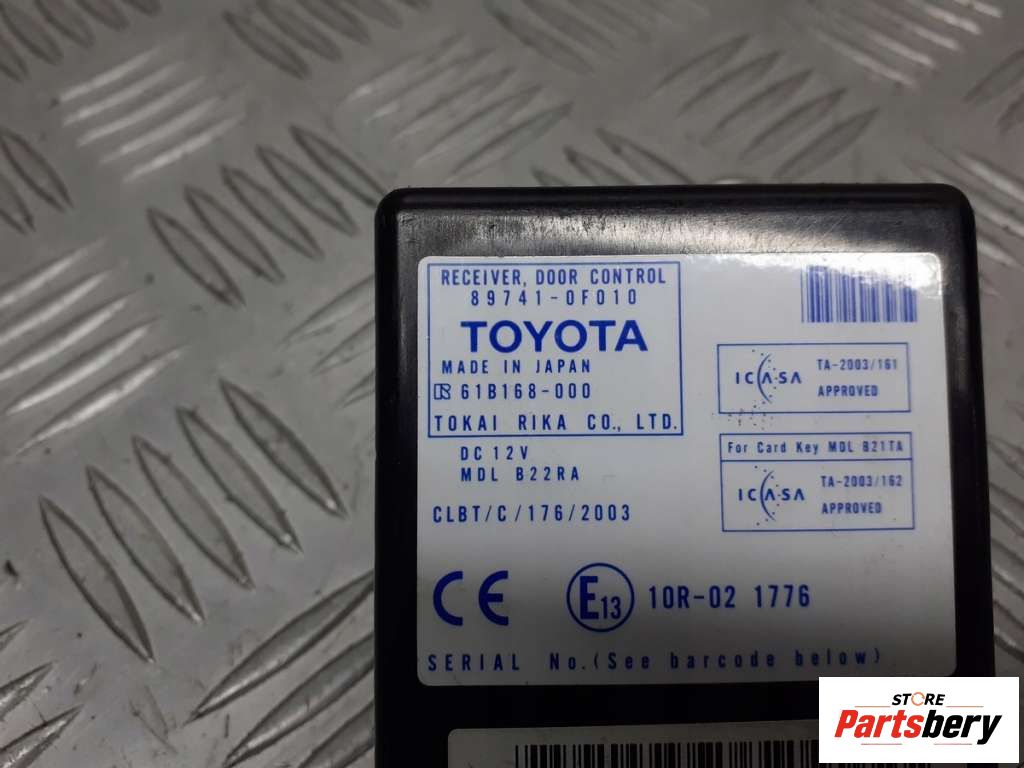 RECEIVER, DOOR CONTROL
89741-0F010
TOYOTA
MADE IN JAPAN
61B168-000
TOKAI RIKA CO., LTD.
DC 12V
MDL B22RA
CLBT/C/176/2003
ICASA TA-2003/161
APPROVED
For Card Key MDL B21TA
ICASA TA-2003/162
APPROVED
CE E13 10R-02 1776
SERIAL No.(See barcode below)
STORE
Partsbery